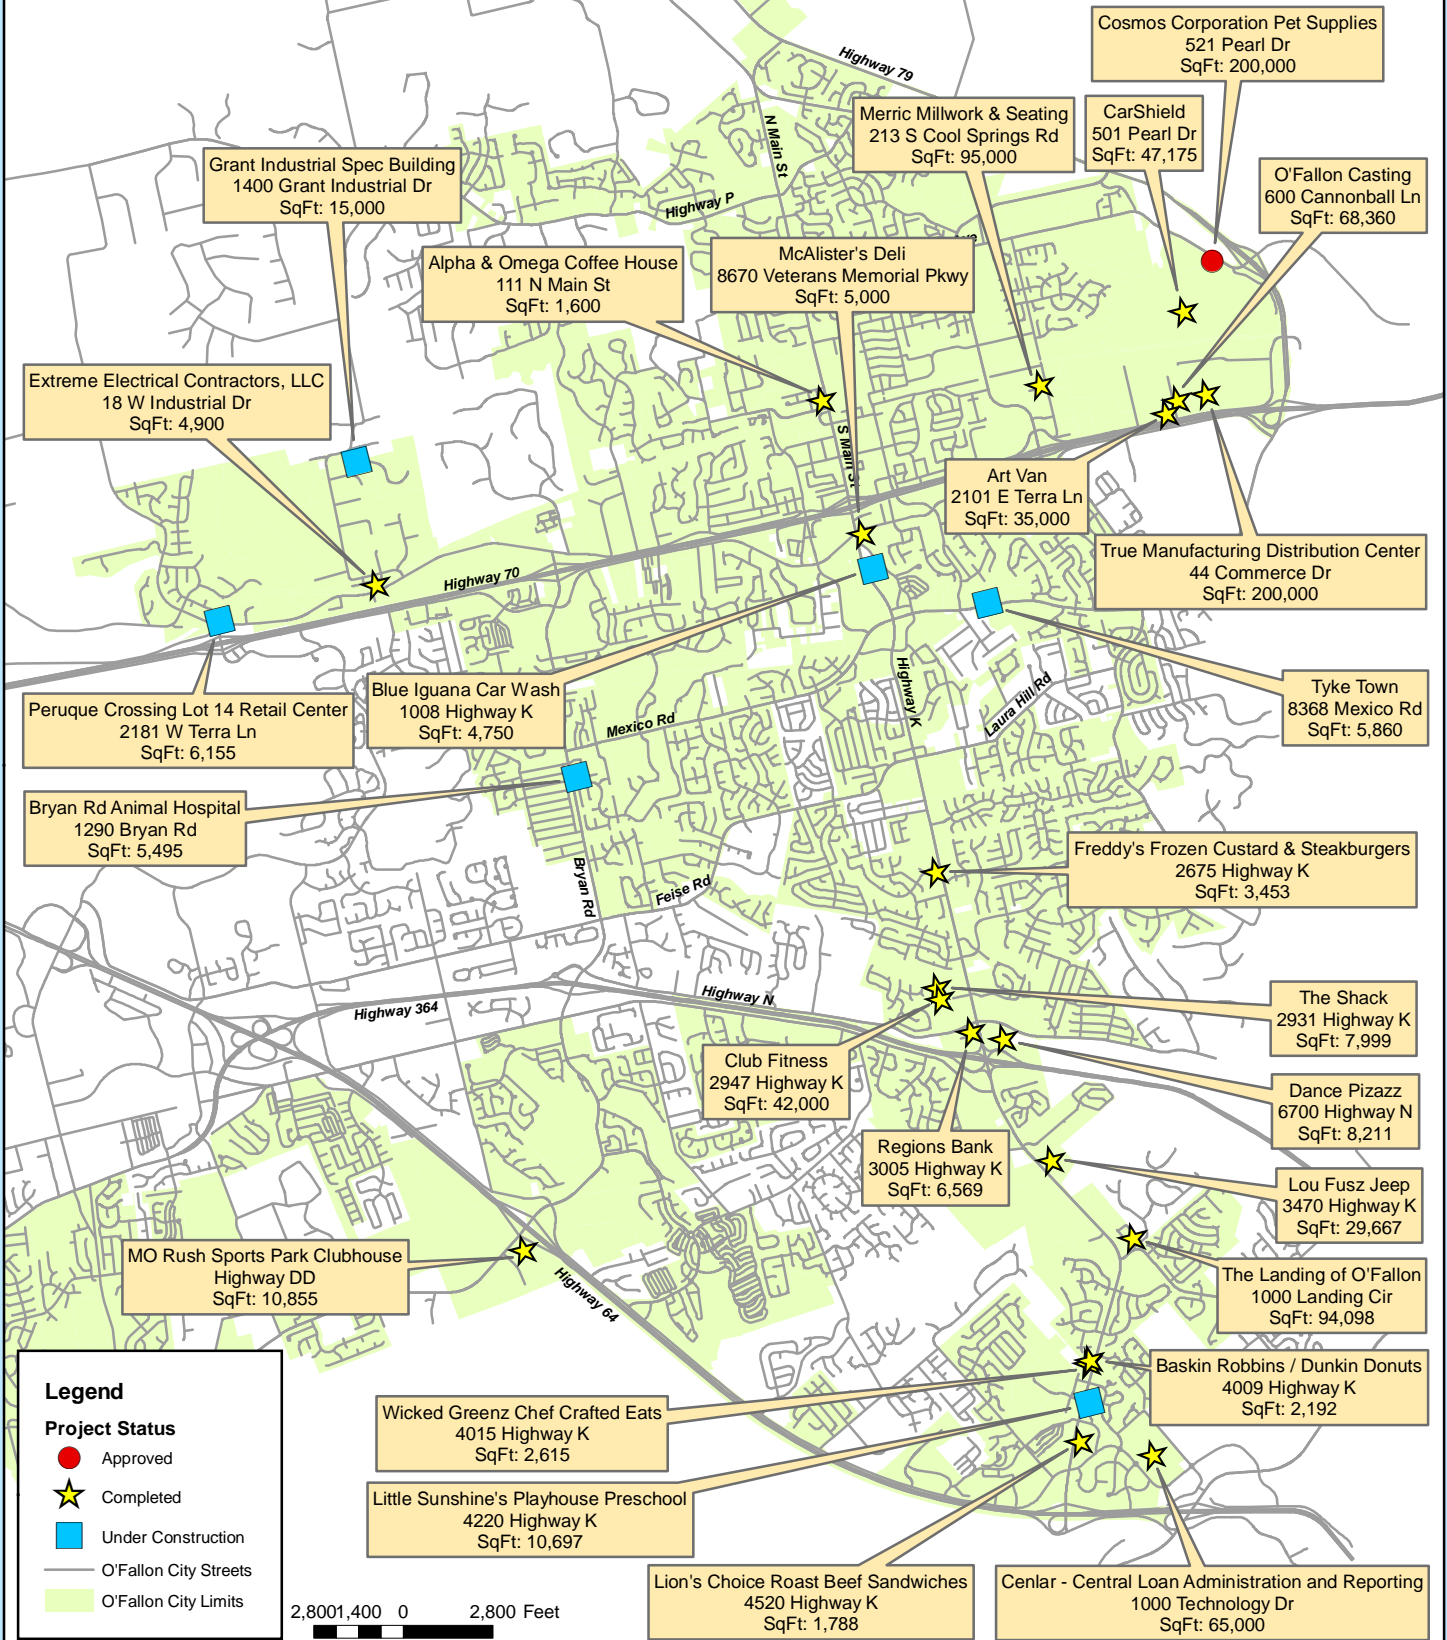 Cosmos Corporation Pet Supplies
521 Pearl Dr
SqFt: 200,000
Highway 79
Merric Millwork & Seating
213 S Cool Springs Rd
SqFt: 95,000
CarShield
501 Pearl Dr
SqFt: 47,175
N Main St
Grant Industrial Spec Building
1400 Grant Industrial Dr
SqFt: 15,000
O'Fallon Casting
600 Cannonball Ln
SqFt: 68,360
Highway P
Alpha & Omega Coffee House
111 N Main St
SqFt: 1,600
McAlister's Deli
8670 Veterans Memorial Pkwy
SqFt: 5,000
Extreme Electrical Contractors, LLC
18 W Industrial Dr
SqFt: 4,900
S Main St
Art Van
2101 E Terra Ln
SqFt: 35,000
True Manufacturing Distribution Center
44 Commerce Dr
SqFt: 200,000
Highway 70
Highway K
Laura Hill Rd
Peruque Crossing Lot 14 Retail Center
2181 W Terra Ln
SqFt: 6,155
Blue Iguana Car Wash
1008 Highway K
SqFt: 4,750
Mexico Rd
Tyke Town
8368 Mexico Rd
SqFt: 5,860
Bryan Rd Animal Hospital
1290 Bryan Rd
SqFt: 5,495
Bryan Rd
Feise Rd
Freddy's Frozen Custard & Steakburgers
2675 Highway K
SqFt: 3,453
Highway 364
Highway N
The Shack
2931 Highway K
SqFt: 7,999
Club Fitness
2947 Highway K
SqFt: 42,000
Dance Pizazz
6700 Highway N
SqFt: 8,211
Regions Bank
3005 Highway K
SqFt: 6,569
Lou Fusz Jeep
3470 Highway K
SqFt: 29,667
MO Rush Sports Park Clubhouse
Highway DD
SqFt: 10,855
Highway 64
The Landing of O'Fallon
1000 Landing Cir
SqFt: 94,098
Baskin Robbins / Dunkin Donuts
4009 Highway K
SqFt: 2,192
Wicked Greenz Chef Crafted Eats
4015 Highway K
SqFt: 2,615
Little Sunshine's Playhouse Preschool
4220 Highway K
SqFt: 10,697
Lion's Choice Roast Beef Sandwiches
4520 Highway K
SqFt: 1,788
Cenlar - Central Loan Administration and Reporting
1000 Technology Dr
SqFt: 65,000
Legend
Project Status
Approved
Completed
Under Construction
O'Fallon City Streets
O'Fallon City Limits
2,800 1,400 0 2,800 Feet